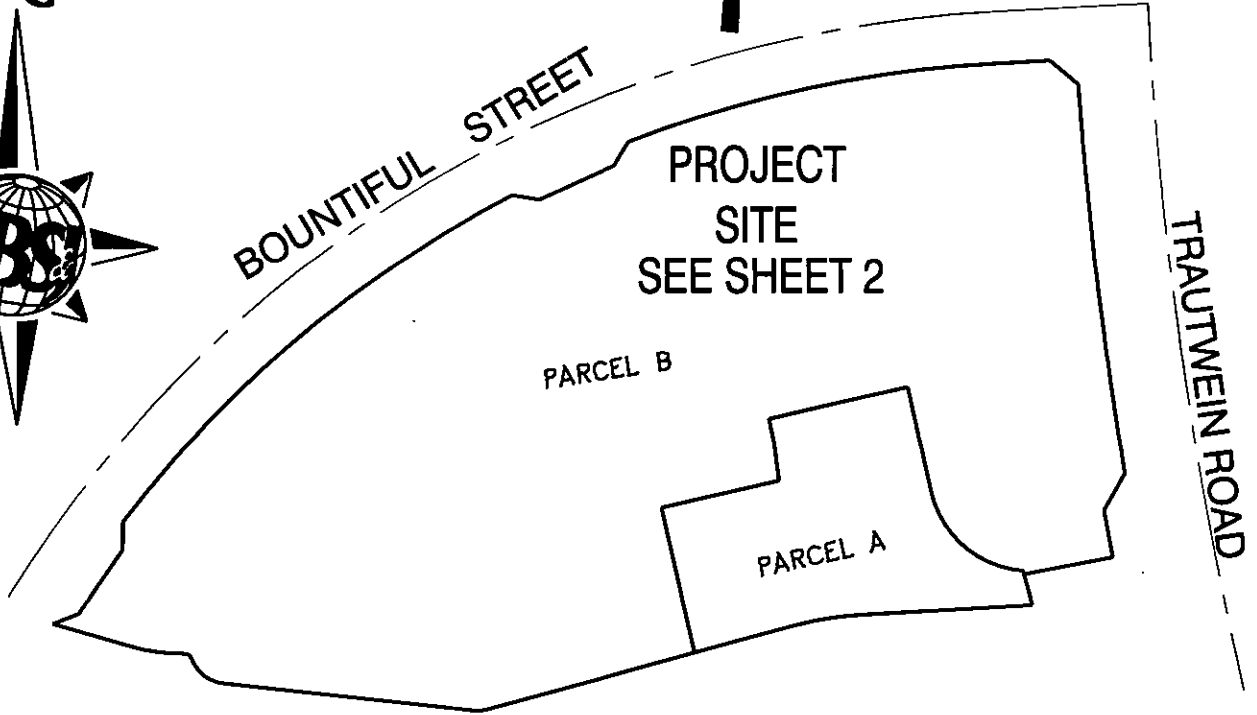 BOUNTIFUL STREET
PROJECT
SITE
SEE SHEET 2
TRAUTWEIN ROAD
PARCEL B
PARCEL A